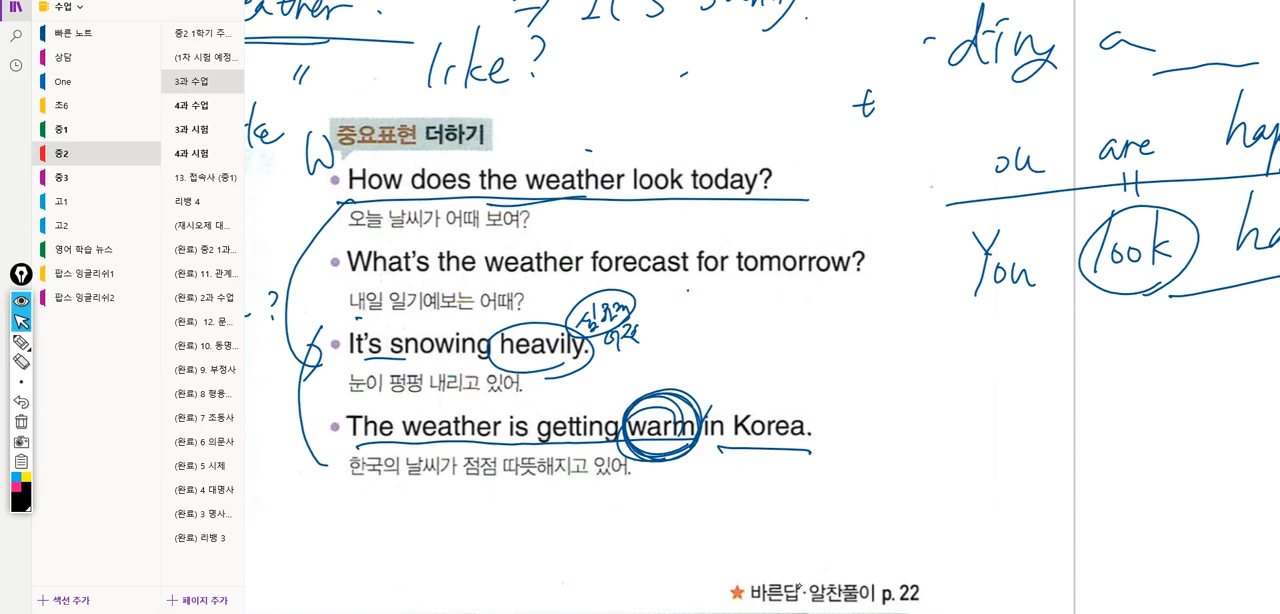 수업
빠른 노트
상담
One
초6
중1
중2
중3
고1
고2
영어 학습 뉴스
팝스 잉글리쉬1
팝스 잉글리쉬2
섹션 추가
중2 1학기 주...
(1차 시험 예정...
3과 수업
4과 수업
3과 시험
4과 시험
13. 접속사 (중1)
리뱅 4
(재시오제 대...
(완료) 중2 1과...
(완료) 11. 관계...
(완료) 2과 수업
(완료) 12. 문...
(완료) 10. 동명...
(완료) 9. 부정사
(완료) 8 형용...
(완료) 7 조동사
(완료) 6 의문사
(완료) 5 시제
(완료) 4 대명사
(완료) 3 명사...
(완료) 리뱅 3
페이지 추가
⇒ It's sunny.
" like?
W
중요표현 더하기
How does the weather look today?
오늘 날씨가 어때 보여?
What's the weather forecast for tomorrow?
내일 일기예보는 어때?
?
It's snowing heavily.
눈이 펑펑 내리고 있어.
The weather is getting warm in Korea.
한국의 날씨가 점점 따뜻해지고 있어.
★ 바른답·알찬풀이 p. 22
-ding a
t
ou are hap
You look ha